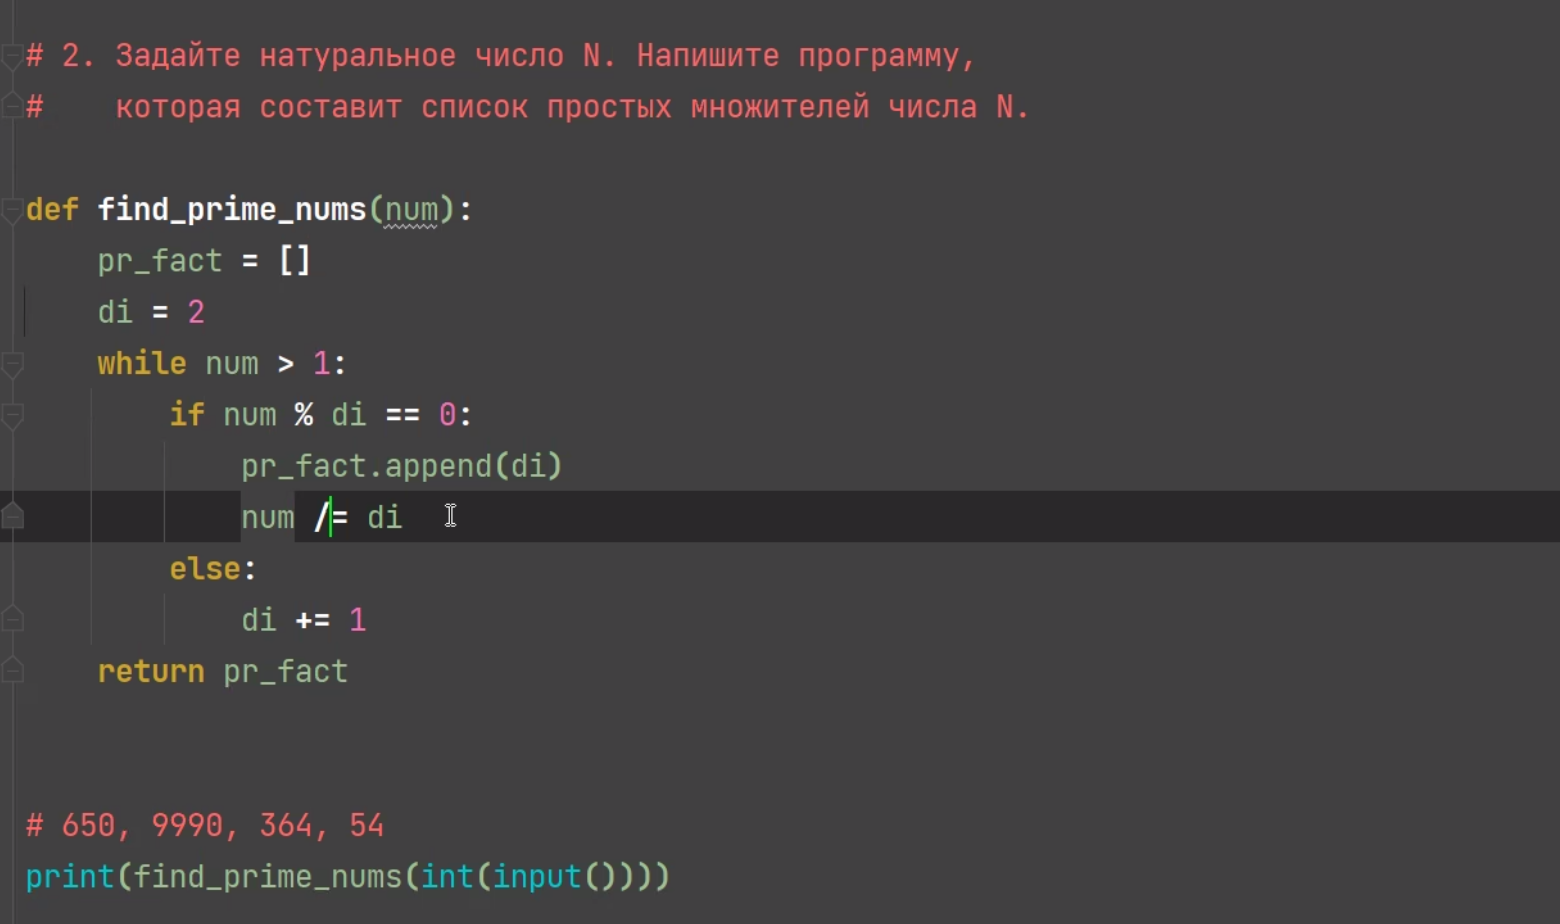 # 2. Задайте натуральное число N. Напишите программу,
#    которая составит список простых множителей числа N.
def find_prime_nums(num):
    pr_fact = []
    di = 2
    while num > 1:
        if num % di == 0:
            pr_fact.append(di)
            num /= di
        else:
            di += 1
    return pr_fact
# 650, 9990, 364, 54
print(find_prime_nums(int(input())))